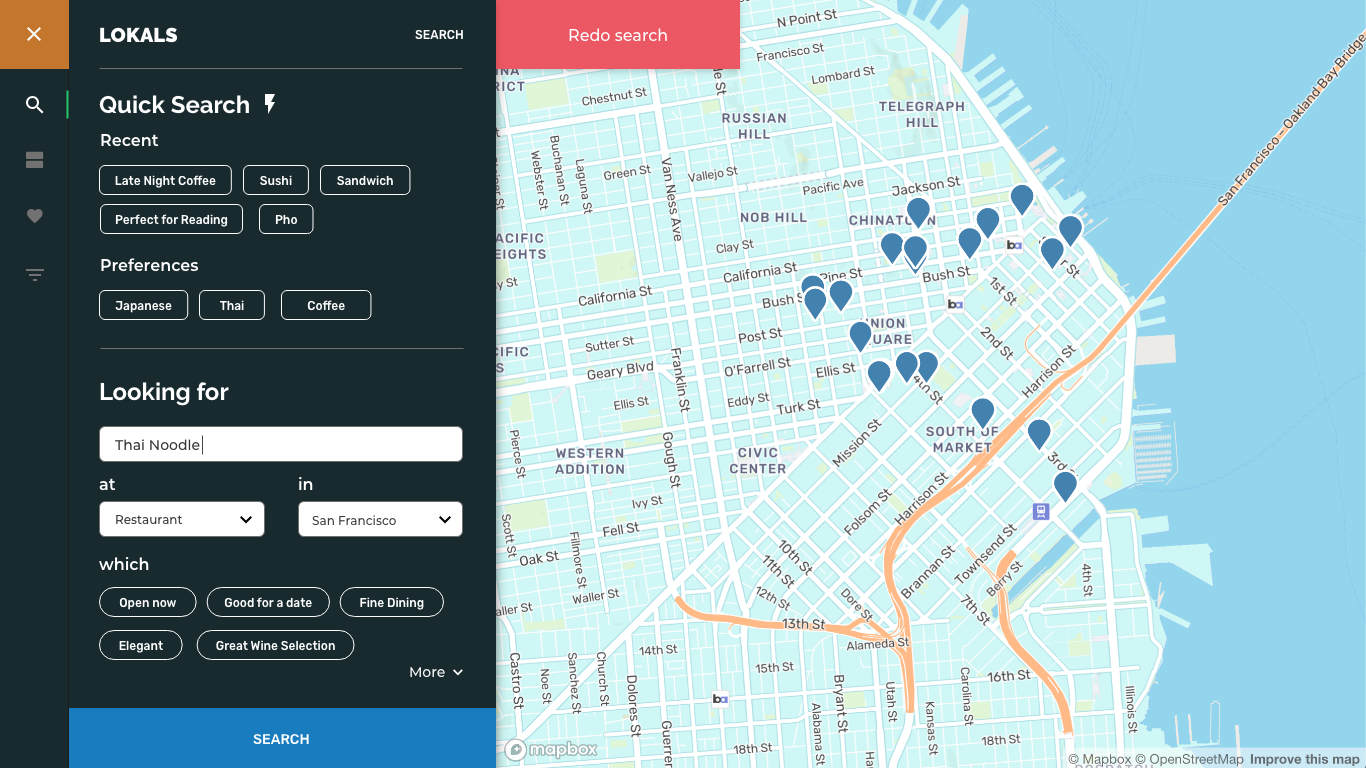 LOKALS
SEARCH
Quick Search
Recent
Late Night Coffee
Sushi
Sandwich
Perfect for Reading
Pho
Preferences
Japanese
Thai
Coffee
Looking for
Thai Noodle
at
in
Restaurant
San Francisco
which
Open now
Good for a date
Fine Dining
Elegant
Great Wine Selection
More
SEARCH
Redo search
N Point St
Francisco St
Lombard St
Chestnut St
TELEGRAPH
HILL
RUSSIAN
HILL
San Francisco - Oakland Bay Bridge
Webster St
Buchanan St
Laguna St
Green St
Vallejo St
Van Ness Ave
Pacific Ave
Jackson St
NOB HILL
Clay St
California St
California St
Pine St
Bush St
1st St
Post St
2nd St
Sutter St
Geary Blvd
O'Farrell St
Ellis St
Franklin St
Harrison St
4th St
Eddy St
Ellis St
Turk St
Pierce St
Gough St
WESTERN
ADDITION
CIVIC
CENTER
Mission St
SOUTH OF
MARKET
Ivy St
Fell St
Folsom St
Harrison St
Scott St
Fillmore St
Oak St
10th St
11th St
12th St
Brannan St
Townsend St
Berry St
7th St
4th St
Waller St
Dore St
13th St
Alameda St
14th St
15th St
16th St
Castro St
Noe St
Sanchez St
Church St
Dolores St
Bryant St
Alabama St
Utah St
Kansas St
Carolina St
Illinois St
18th St
18th St
mapbox
© Mapbox © OpenStreetMap Improve this map